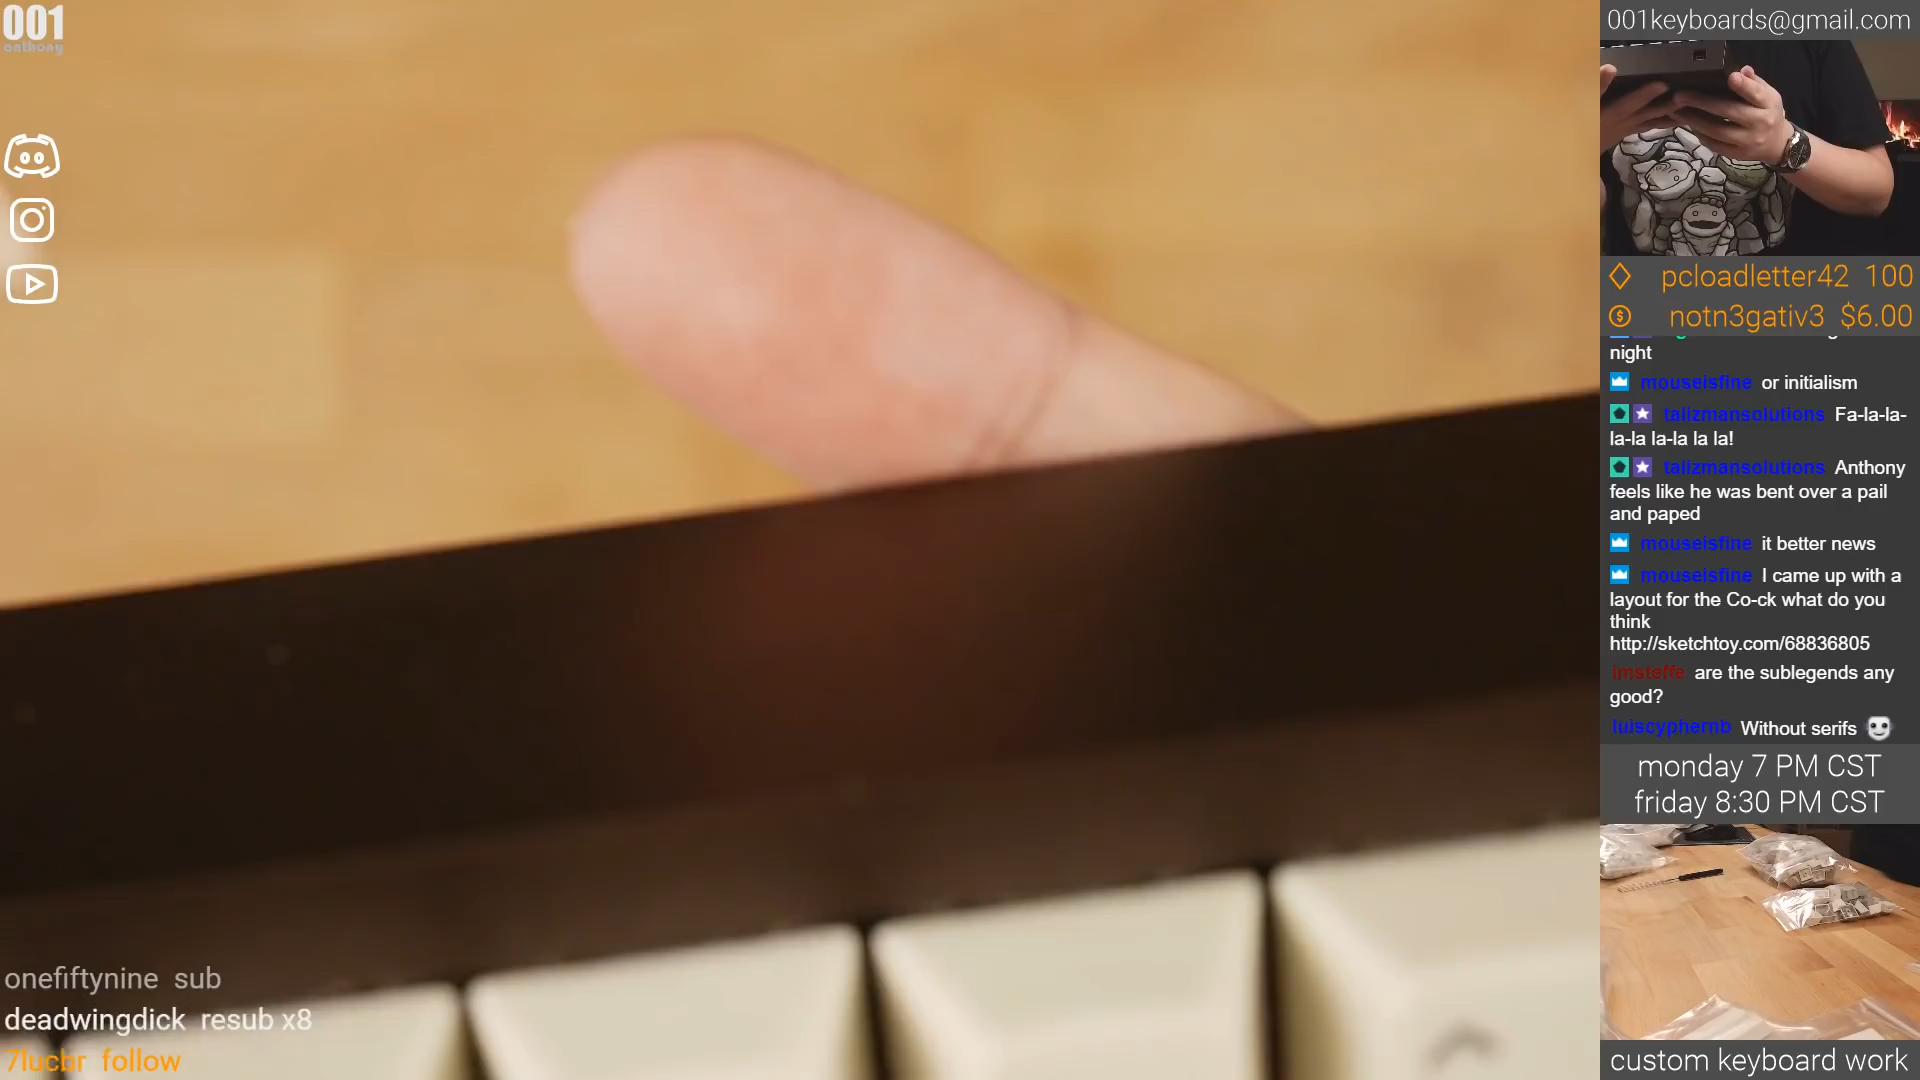 001
anthony
001keyboards@gmail.com
pcloadletter42 100
notn3gativ3 $6.00
night
mouseisfine or initialism
talizmansolutions Fa-la-la-
la-la la-la la la!
talizmansolutions Anthony
feels like he was bent over a pail
and paped
mouseisfine it better news
mouseisfine I came up with a
layout for the Co-ck what do you
think
http://sketchtoy.com/68836805
imsteffe are the sublegends any
good?
luiscyphernb Without serifs
monday 7 PM CST
friday 8:30 PM CST
onefiftynine sub
deadwingdick resub x8
7lucbr follow
custom keyboard work